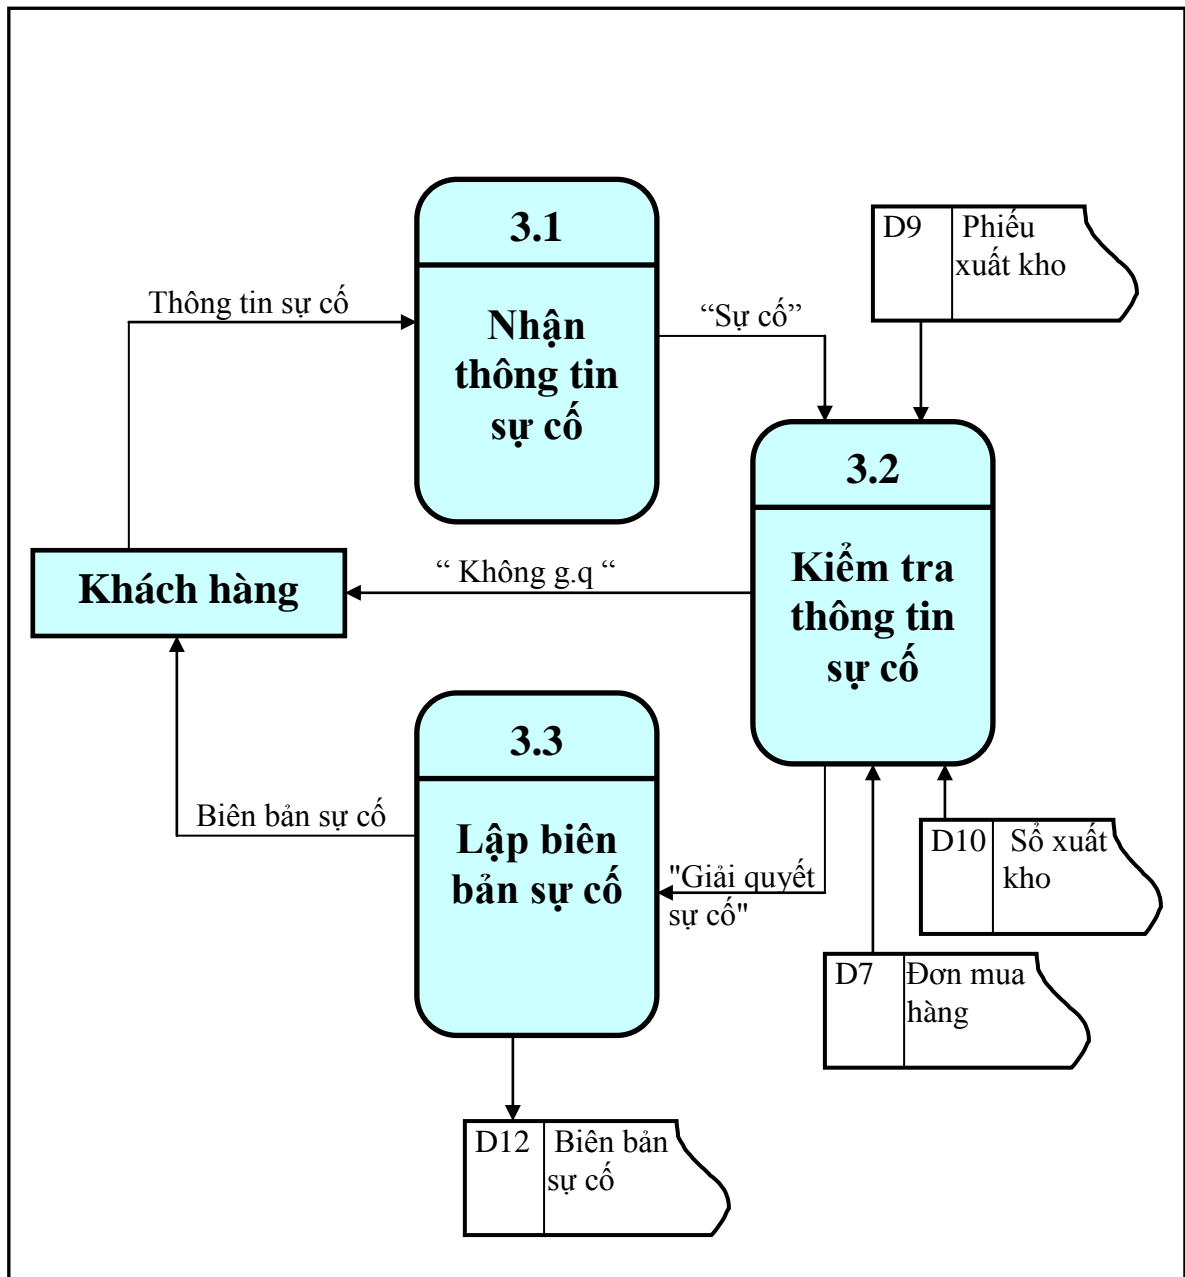 3.1
Nhận
thông tin
sự cố
D9 Phiếu
xuất kho
Thông tin sự cố
“Sự cố”
3.2
Kiểm tra
thông tin
sự cố
“ Không g.q “
Khách hàng
3.3
Lập biên
bản sự cố
Biên bản sự cố
"Giải quyết
sự cố"
D10 Sổ xuất
kho
D7 Đơn mua
hàng
D12 Biên bản
sự cố